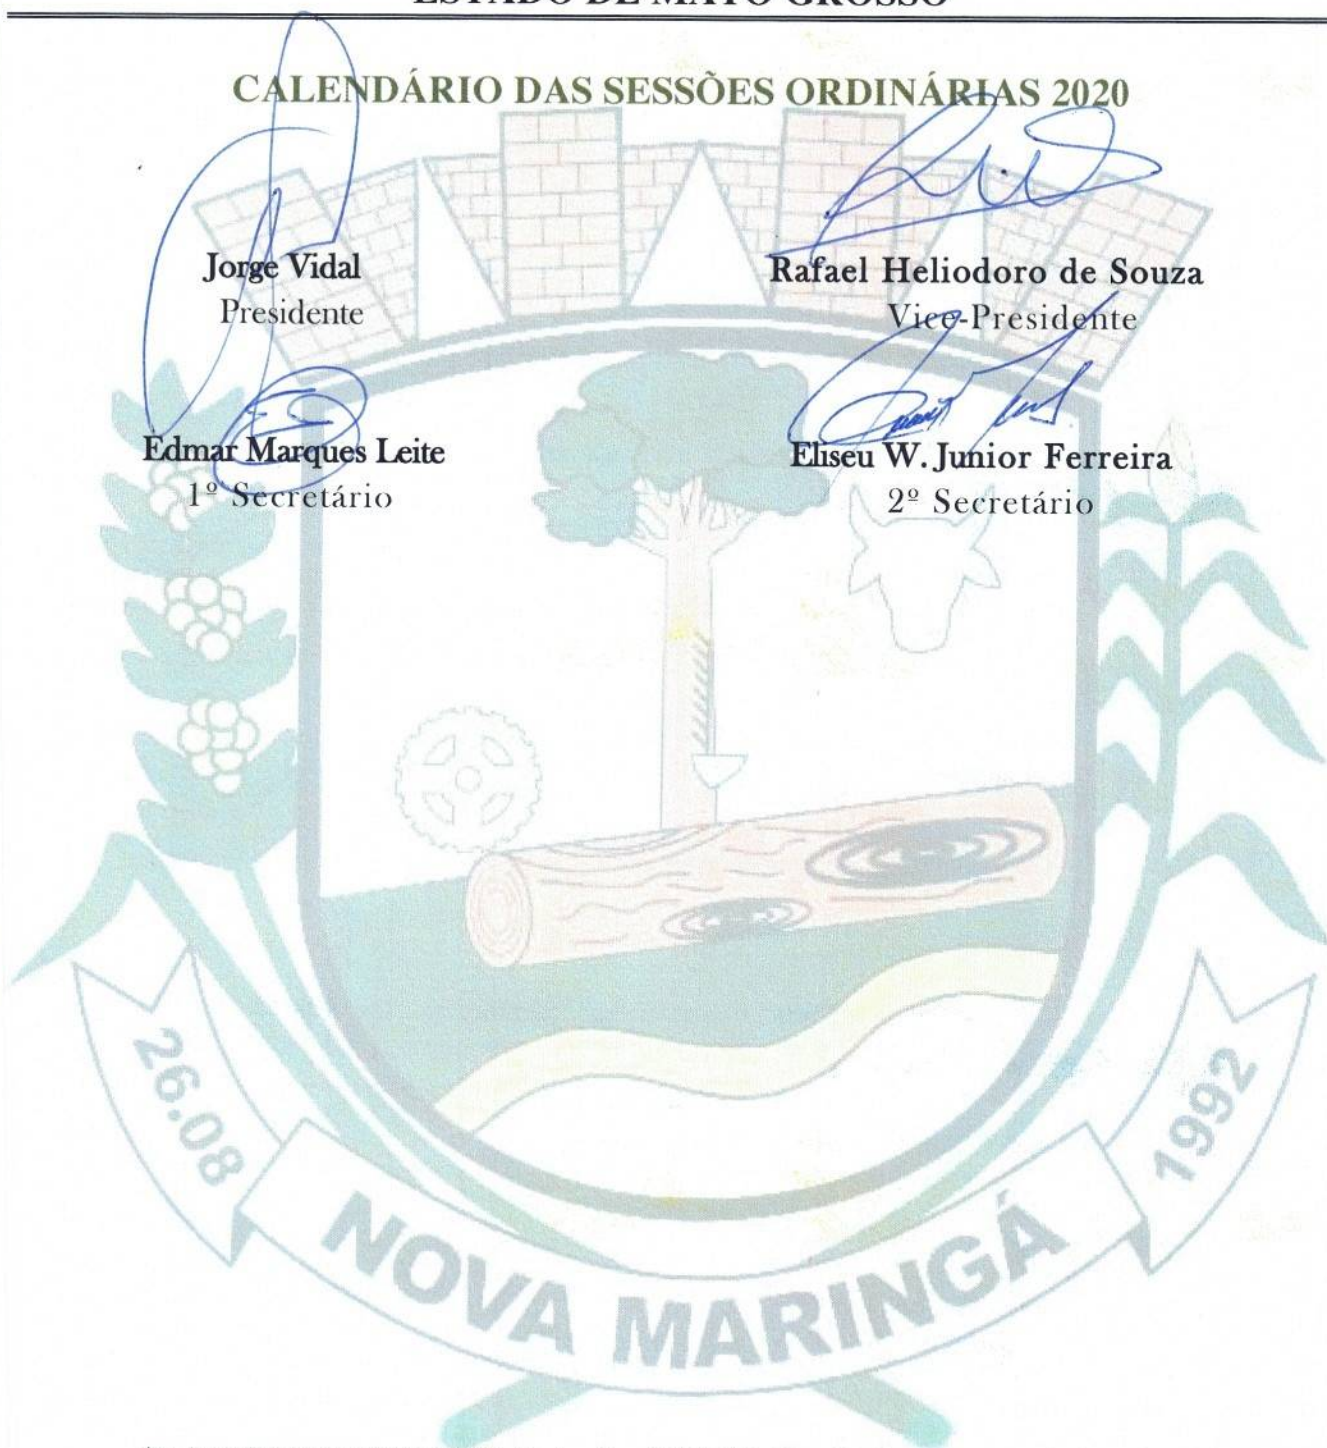 ESTADO DE MATO GROSSO
CALENDÁRIO DAS SESSÕES ORDINÁRIAS 2020
Jorge Vidal
Presidente
Rafael Heliodoro de Souza
Vice-Presidente
Edmar Marques Leite
1º Secretário
Eliseu W. Junior Ferreira
2º Secretário
26.08
NOVA MARINGÁ
1992